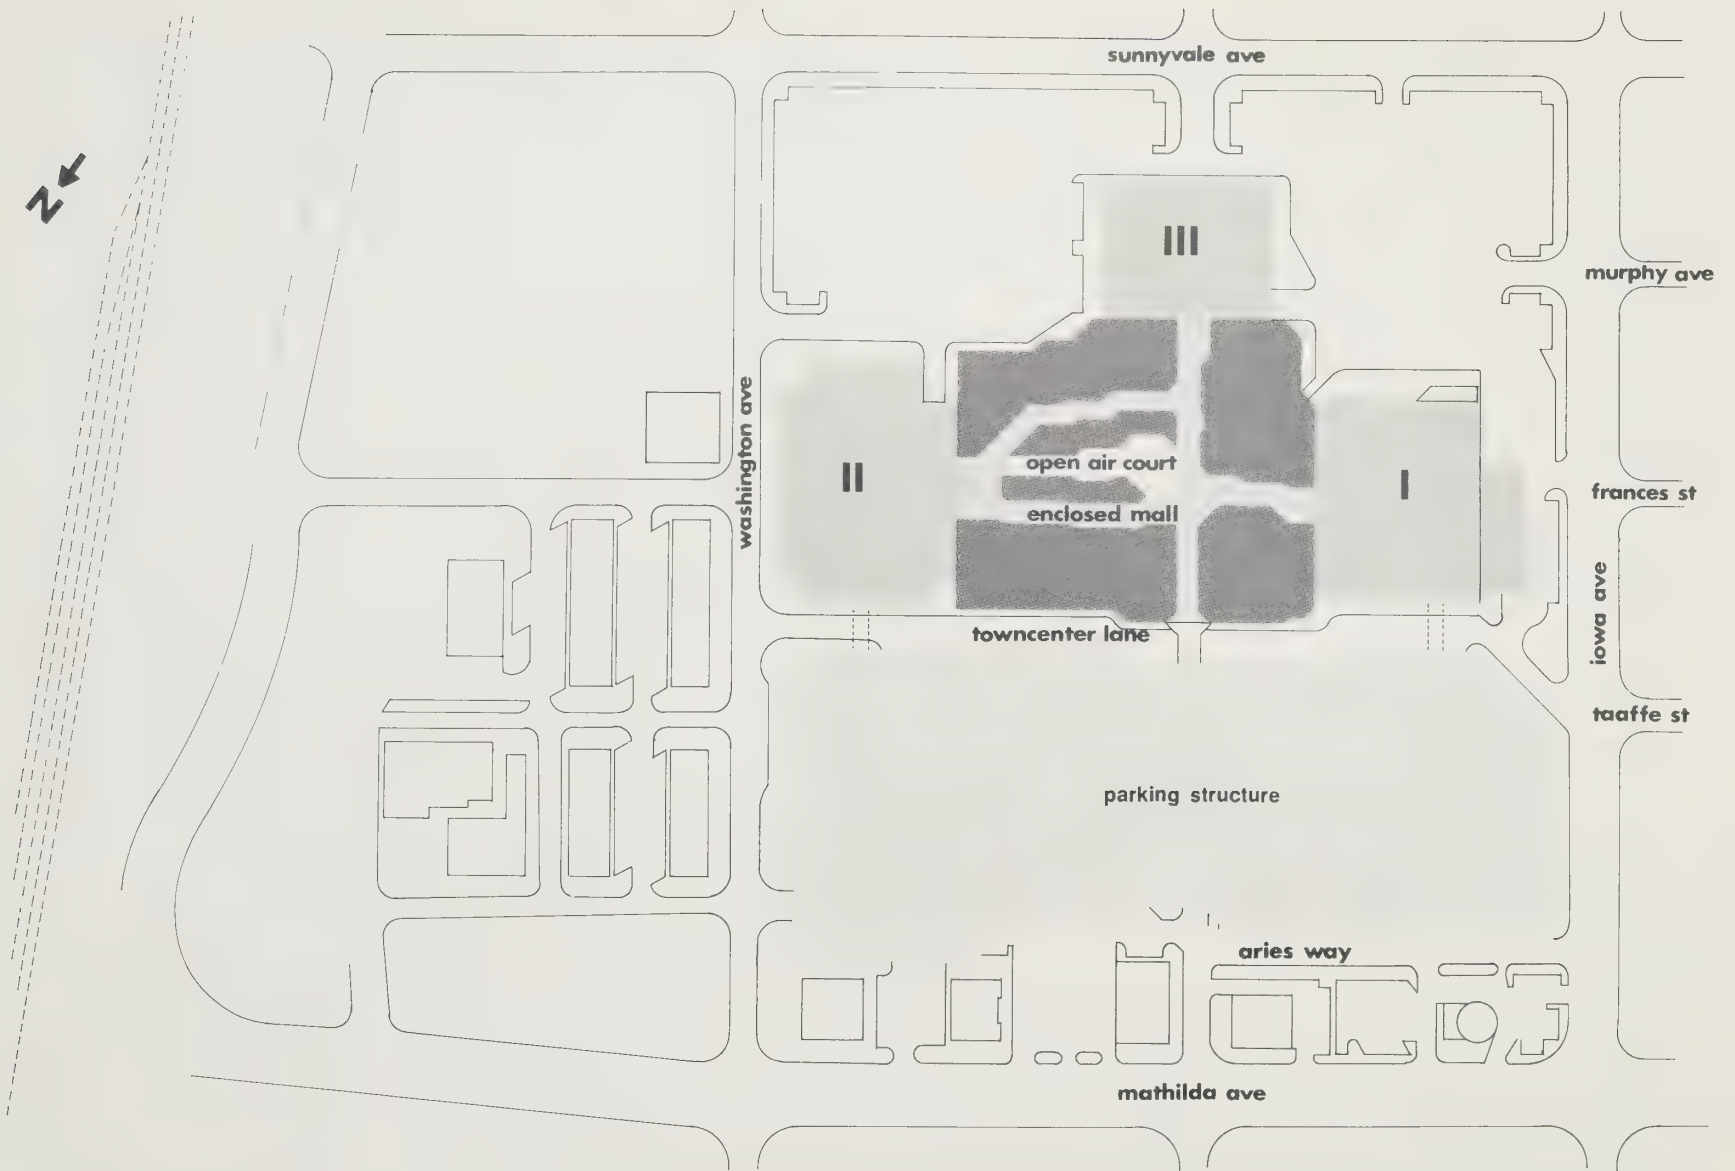 sunnyvale ave
N
III
murphy ave
washington ave
open air court
II
I
frances st
enclosed mall
iowa ave
towncenter lane
taaffe st
parking structure
aries way
mathilda ave